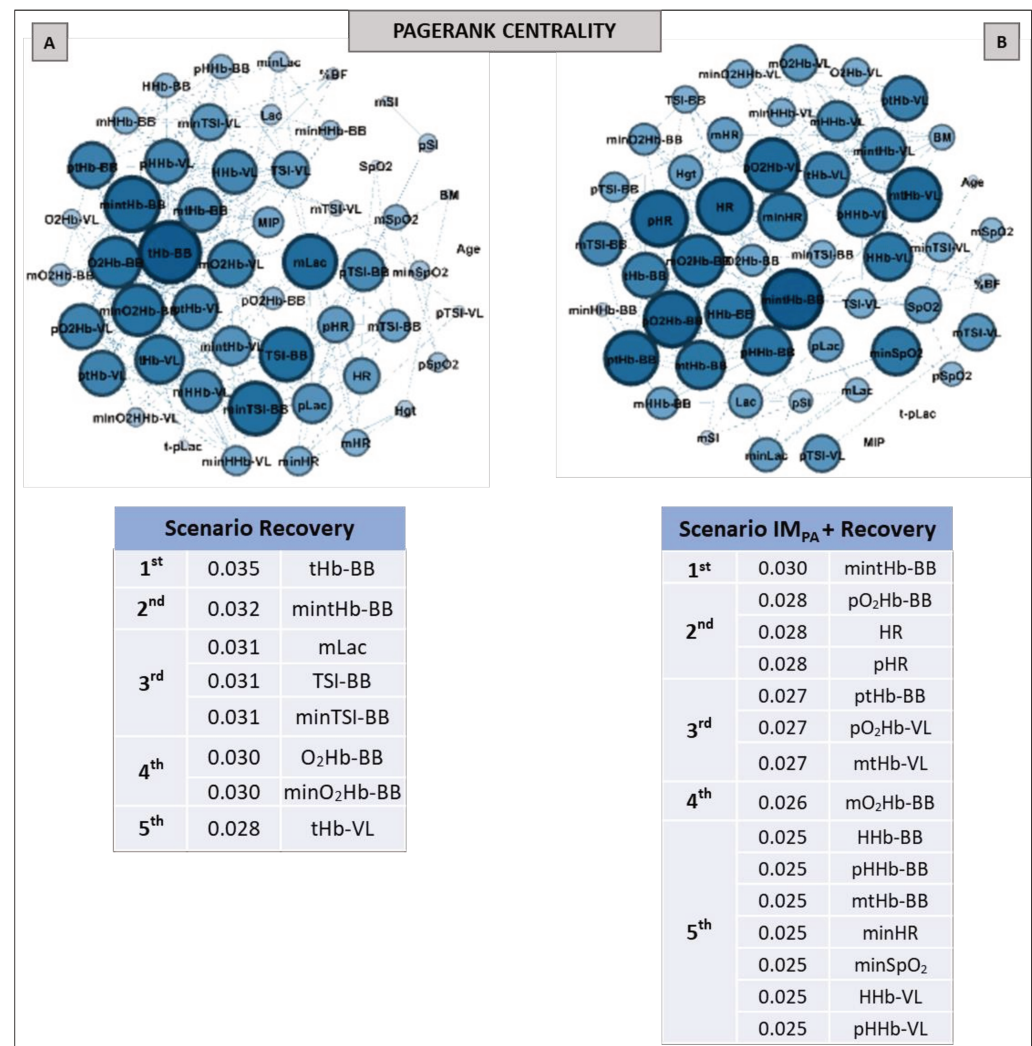 PAGERANK CENTRALITY
A
pHHb-BB
minLac
%BF
HHb-BB
mSI
mHHb-BB
minTSI-VL
Lac
minHHb-BB
pSI
ptHb-BB
pHHb-VL
HHb-VL
TSI-VL
SpO2
mintHb-BB
mtHb-BB
mTSI-VL
BM
O2Hb-VL
MIP
mSpO2
tHb-BB
Age
O2Hb-BB
mO2Hb-VL
mLac
pTSI-BB
minSpO2
mO2Hb-BB
pO2Hb-BB
minO2Hb-BB
mtHb-VL
pTSI-VL
pO2Hb-VL
pHR
mTSI-BB
mintHb-VL
TSI-BB
tHb-VL
pSpO2
ptHb-VL
HR
mHHb-VL
pLac
minTSI-BB
Hgt
minO2HHb-VL
t-pLac
mHR
minHHb-VL
minHR
B
mO2Hb-VL
minO2HHb-VL
O2Hb-VL
TSI-BB
ptHb-VL
minHHb-VL
mHHb-VL
minO2Hb-BB
mHR
BM
mintHb-VL
pO2Hb-VL
Hgt
tHb-VL
Age
pTSI-BB
mtHb-VL
pHR
HR
minHR
pHHb-VL
mSpO2
mTSI-BB
minTSI-VL
minTSI-BB
HHb-VL
mO2Hb-BB
O2Hb-BB
tHb-BB
%BF
mintHb-BB
TSI-VL
SpO2
minHHb-BB
pO2Hb-BB
HHb-BB
mTSI-VL
pLac
minSpO2
ptHb-BB
mtHb-BB
pHHb-BB
pSpO2
mLac
mHHb-BB
Lac
pSI
t-pLac
mSI
MIP
minLac
pTSI-VL
Scenario Recovery
1st 0.035 tHb-BB
2nd 0.032 mintHb-BB
3rd 0.031 mLac
0.031 TSI-BB
0.031 minTSI-BB
4th 0.030 O₂Hb-BB
0.030 minO₂Hb-BB
5th 0.028 tHb-VL
Scenario IMPA + Recovery
1st 0.030 mintHb-BB
2nd 0.028 pO₂Hb-BB
0.028 HR
0.028 pHR
3rd 0.027 ptHb-BB
0.027 pO₂Hb-VL
0.027 mtHb-VL
4th 0.026 mO₂Hb-BB
5th 0.025 HHb-BB
0.025 pHHb-BB
0.025 mtHb-BB
0.025 minHR
0.025 minSpO₂
0.025 HHb-VL
0.025 pHHb-VL